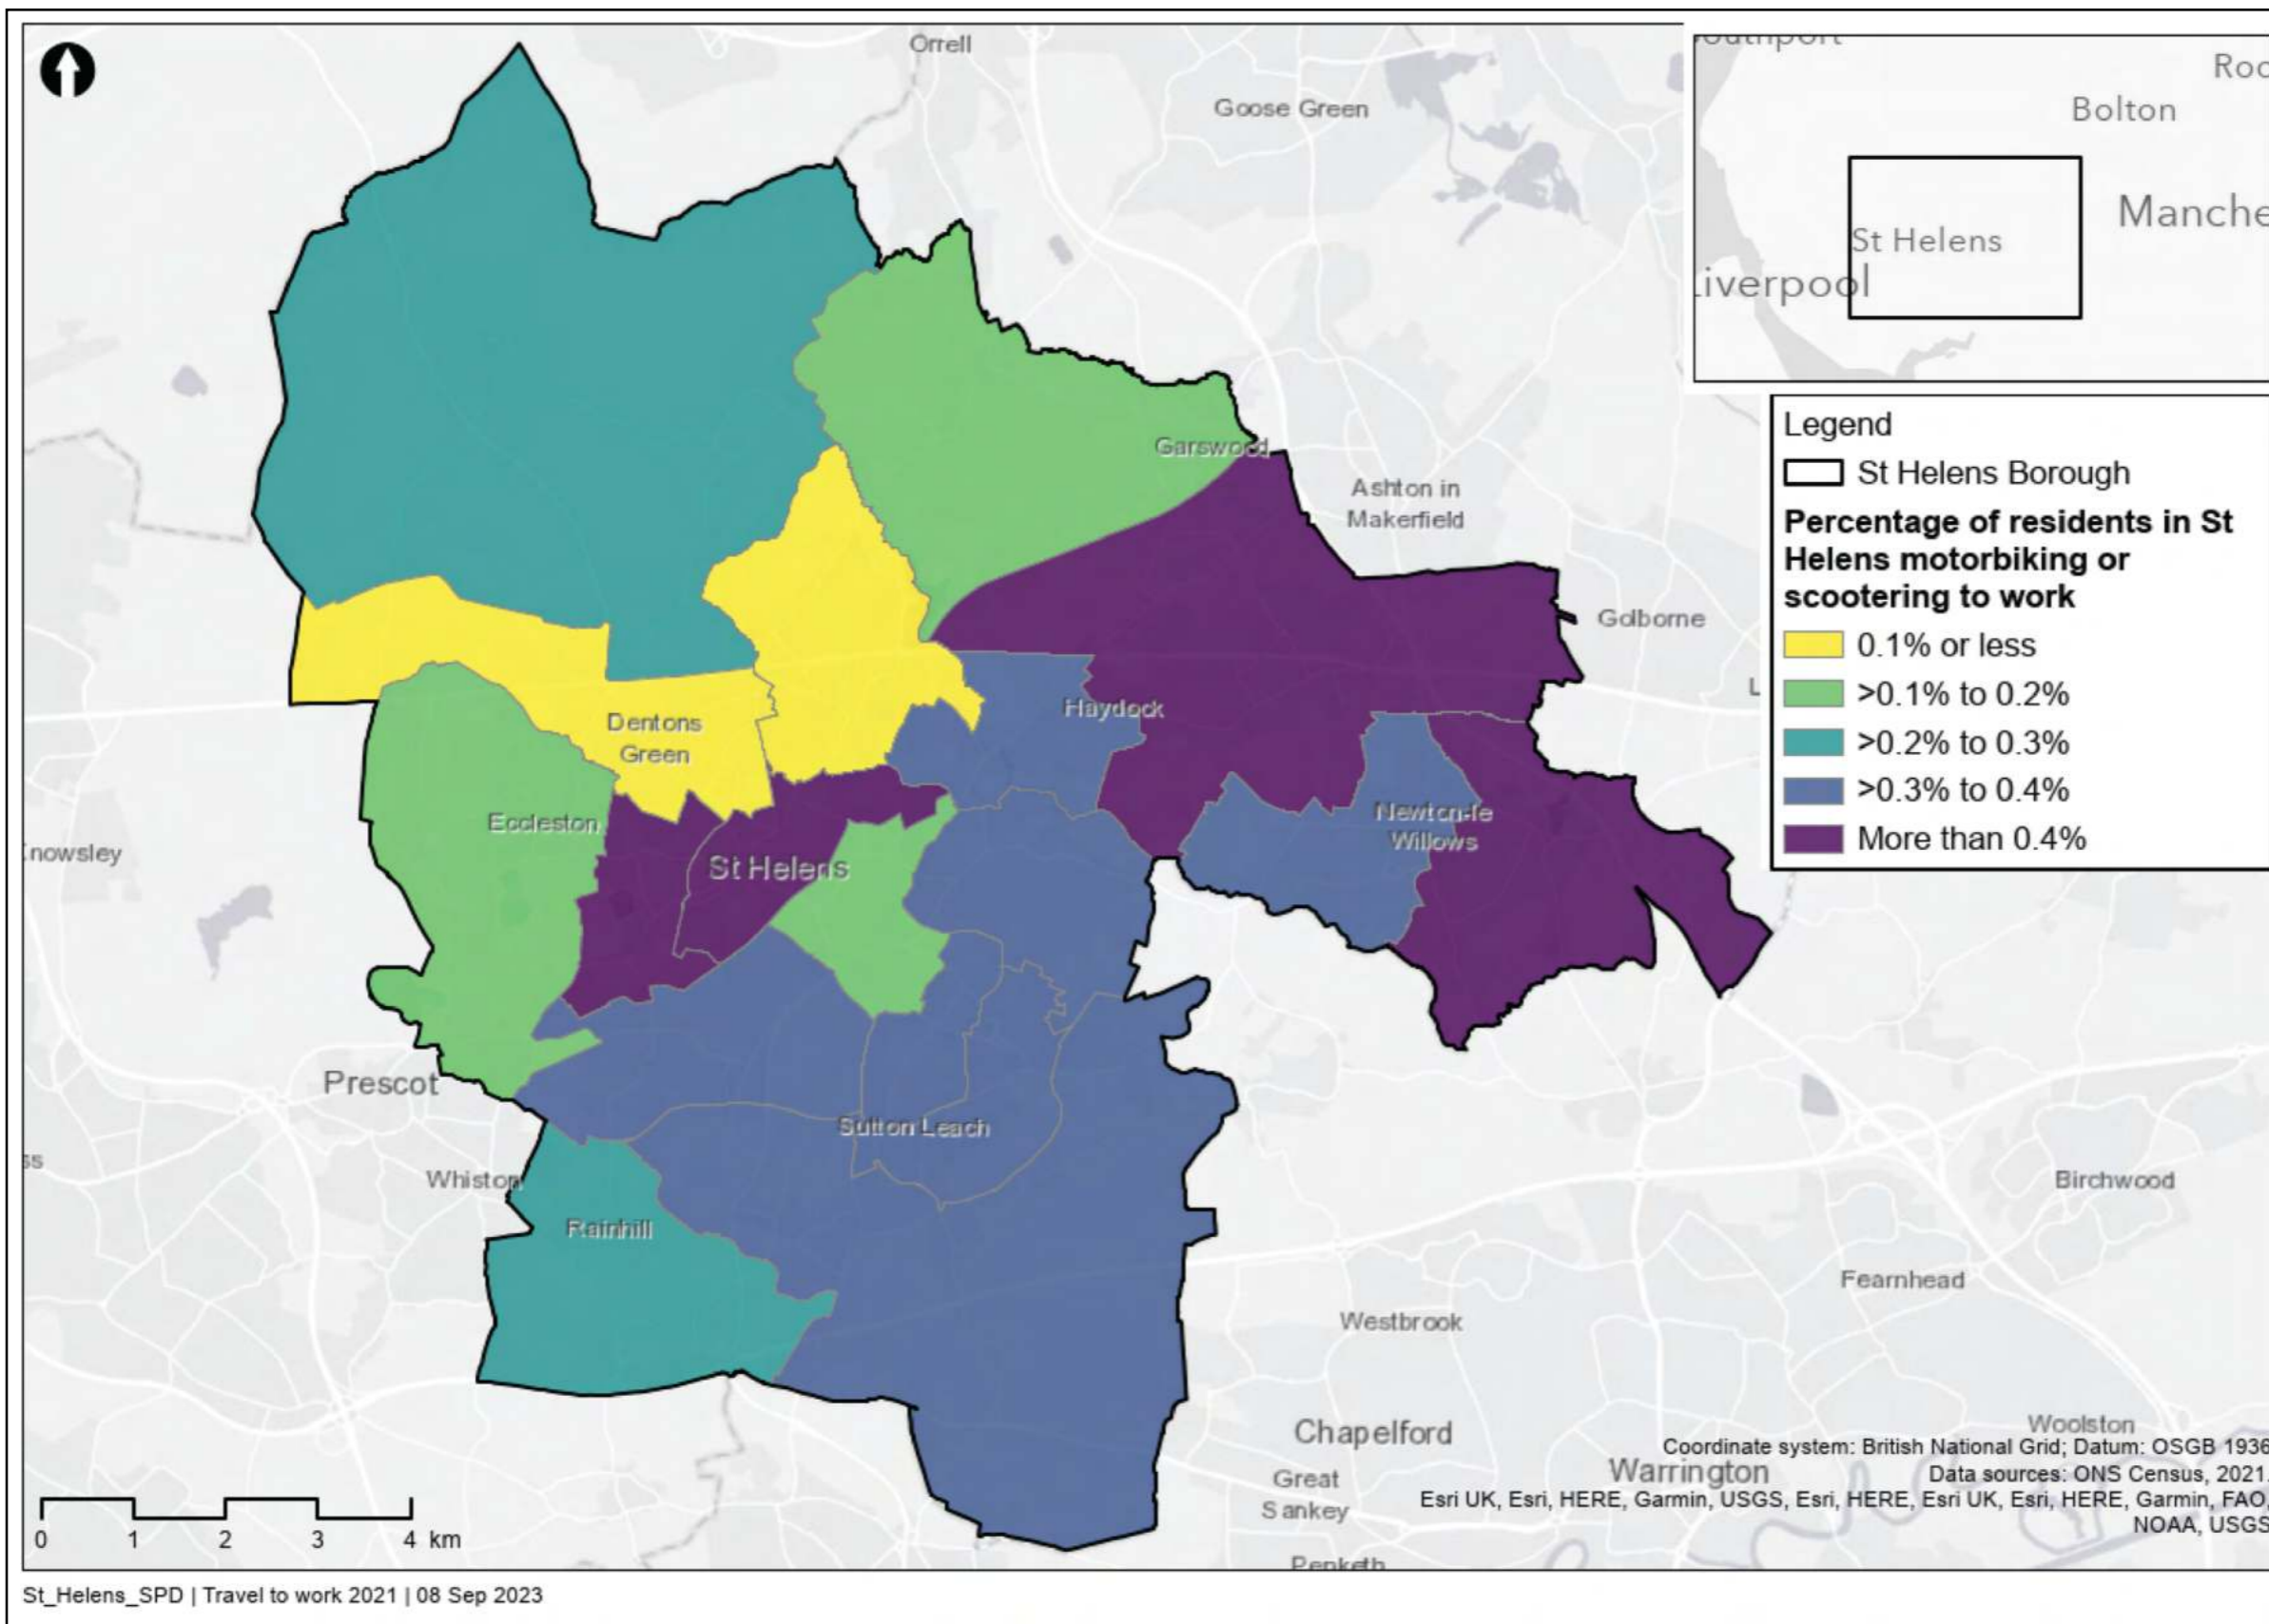 Orrell
Goose Green
Garswood
Ashton in
Makerfield
Golborne
Haydock
Dentons
Green
Eccleston
St Helens
Newton-le
Willows
Prescot
Whiston
Rainhill
Sutton Leach
Birchwood
Fearnhead
Westbrook
Chapelford
Great
Sankey
Penketh
Woolston
Warrington
nowsley
ss
L
outhport
Roc
Bolton
Manche
St Helens
iverpool
Legend
St Helens Borough
Percentage of residents in St
Helens motorbiking or
scootering to work
0.1% or less
>0.1% to 0.2%
>0.2% to 0.3%
>0.3% to 0.4%
More than 0.4%
Coordinate system: British National Grid; Datum: OSGB 1936
Data sources: ONS Census, 2021.
Esri UK, Esri, HERE, Garmin, USGS, Esri, HERE, Esri UK, Esri, HERE, Garmin, FAO,
NOAA, USGS
0 1 2 3 4 km
St_Helens_SPD | Travel to work 2021 | 08 Sep 2023